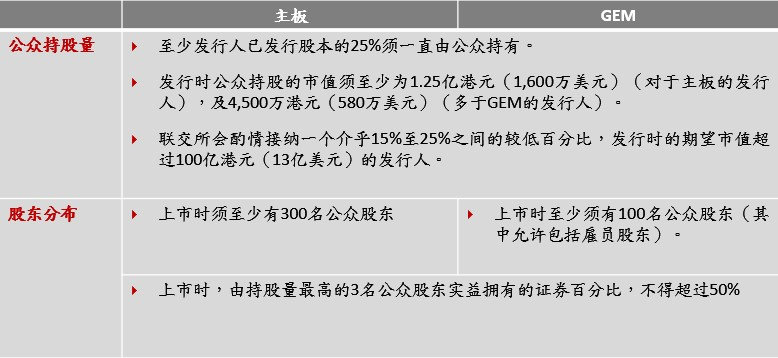 主板
GEM
公众持股量
至少发行人已发行股本的25%须一直由公众持有。
发行时公众持股的市值须至少为1.25亿港元（1,600万美元）（对于主板的发行
人），及4,500万港元（580万美元）（多于GEM的发行人）。
联交所会酌情接纳一个介乎15%至25%之间的较低百分比，发行时的期望市值超
过100亿港元（13亿美元）的发行人。
股东分布
上市时须至少有300名公众股东
上市时至少须有100名公众股东（其
中允许包括雇员股东）。
上市时，由持股量最高的3名公众股东实益拥有的证券百分比，不得超过50%